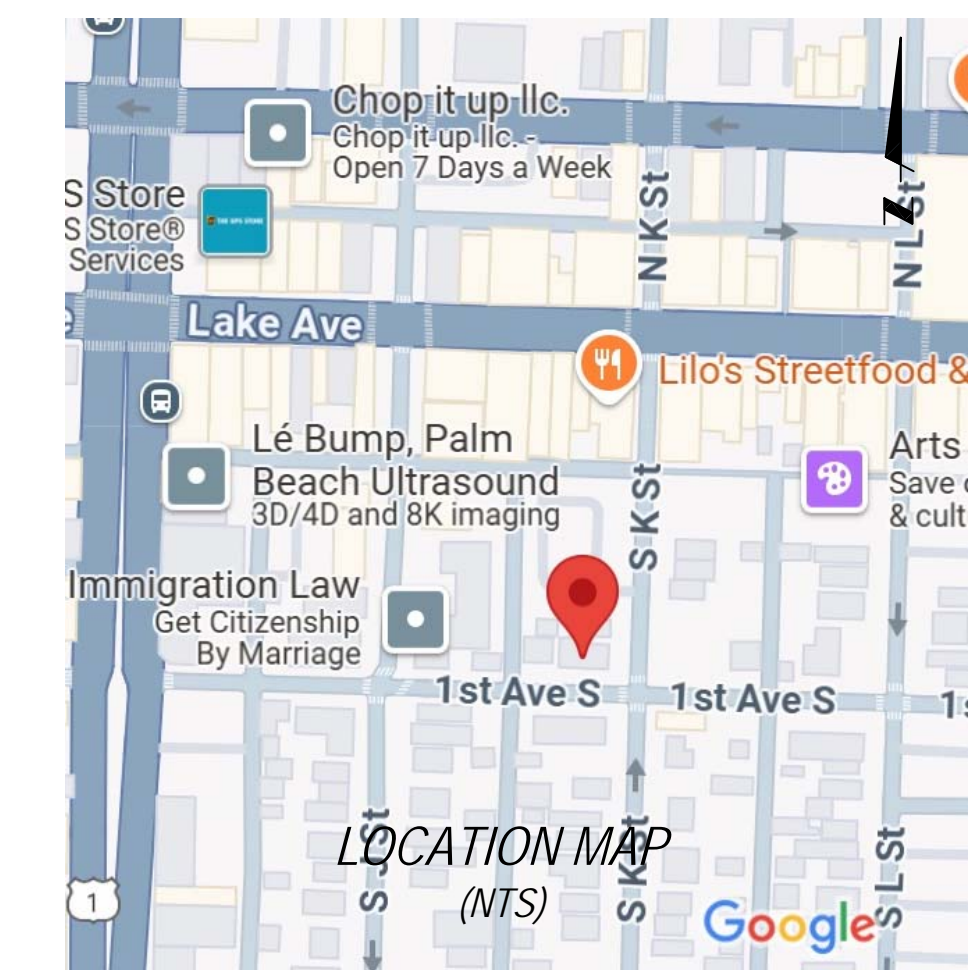 Chop it up llc.
Chop it up llc. -
Open 7 Days a Week
S Store
S Store®
Services
THE UPS STORE
N K St
N L St
N
Lake Ave
Lilo's Streetfood &
Lé Bump, Palm
Beach Ultrasound
3D/4D and 8K imaging
S K St
Arts
Save
& cult
Immigration Law
Get Citizenship
By Marriage
1st Ave S
1st Ave S
LOCATION MAP
(NTS)
S J St
S K St
S L St
1
Google